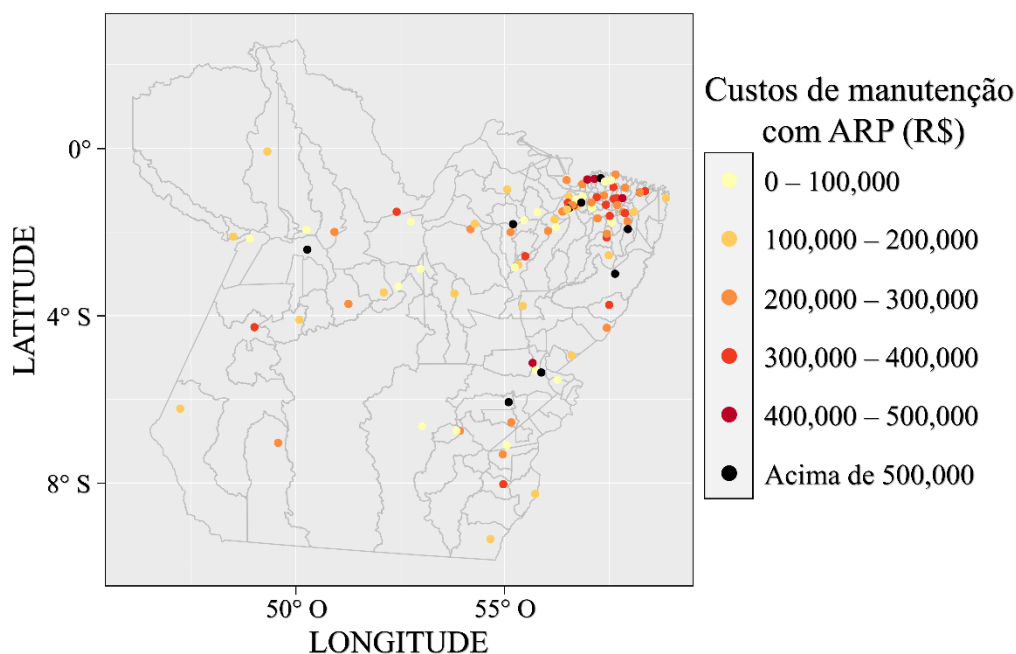 LATITUDE
0°
4° S
8° S
50° O
55° O
LONGITUDE
Custos de manutenção
com ARP (R$)
0 – 100,000
100,000 – 200,000
200,000 – 300,000
300,000 – 400,000
400,000 – 500,000
Acima de 500,000